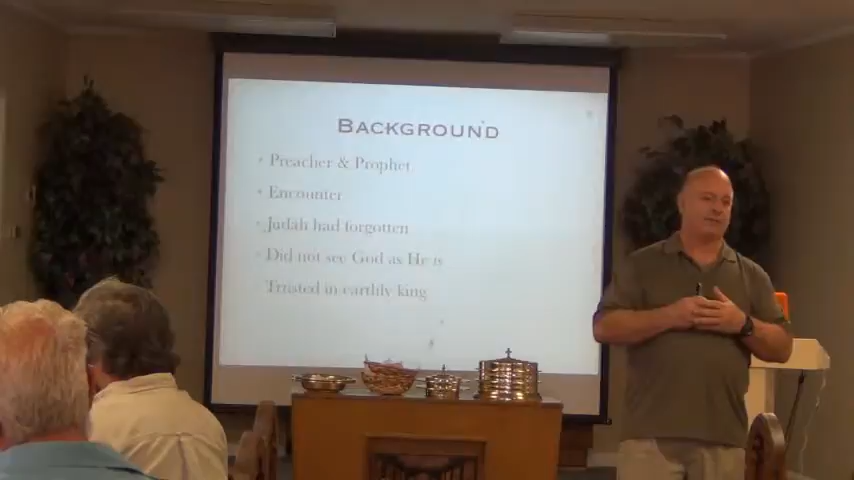 BACKGROUND
• Preacher & Prophet
• Encounter
• Judah had forgotten
• Did not see God as He is
Trusted in earthly king